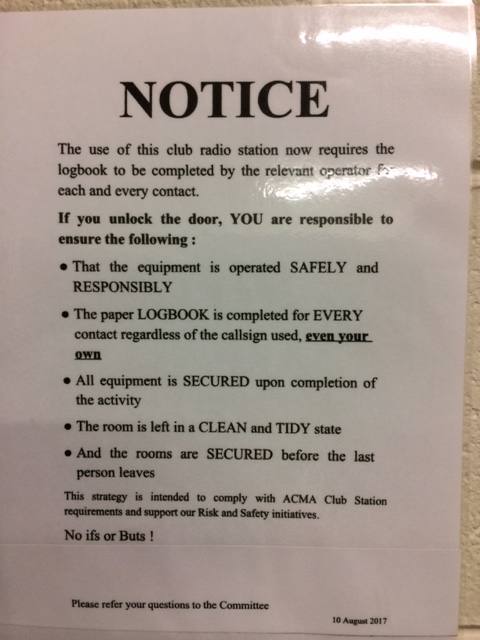 NOTICE
The use of this club radio station now requires the
logbook to be completed by the relevant operator for
each and every contact.
If you unlock the door, YOU are responsible to
ensure the following :
● That the equipment is operated SAFELY and
RESPONSIBLY
● The paper LOGBOOK is completed for EVERY
contact regardless of the callsign used, even your
own
● All equipment is SECURED upon completion of
the activity
● The room is left in a CLEAN and TIDY state
● And the rooms are SECURED before the last
person leaves
This strategy is intended to comply with ACMA Club Station
requirements and support our Risk and Safety initiatives.
No ifs or Buts !
Please refer your questions to the Committee
10 August 2017